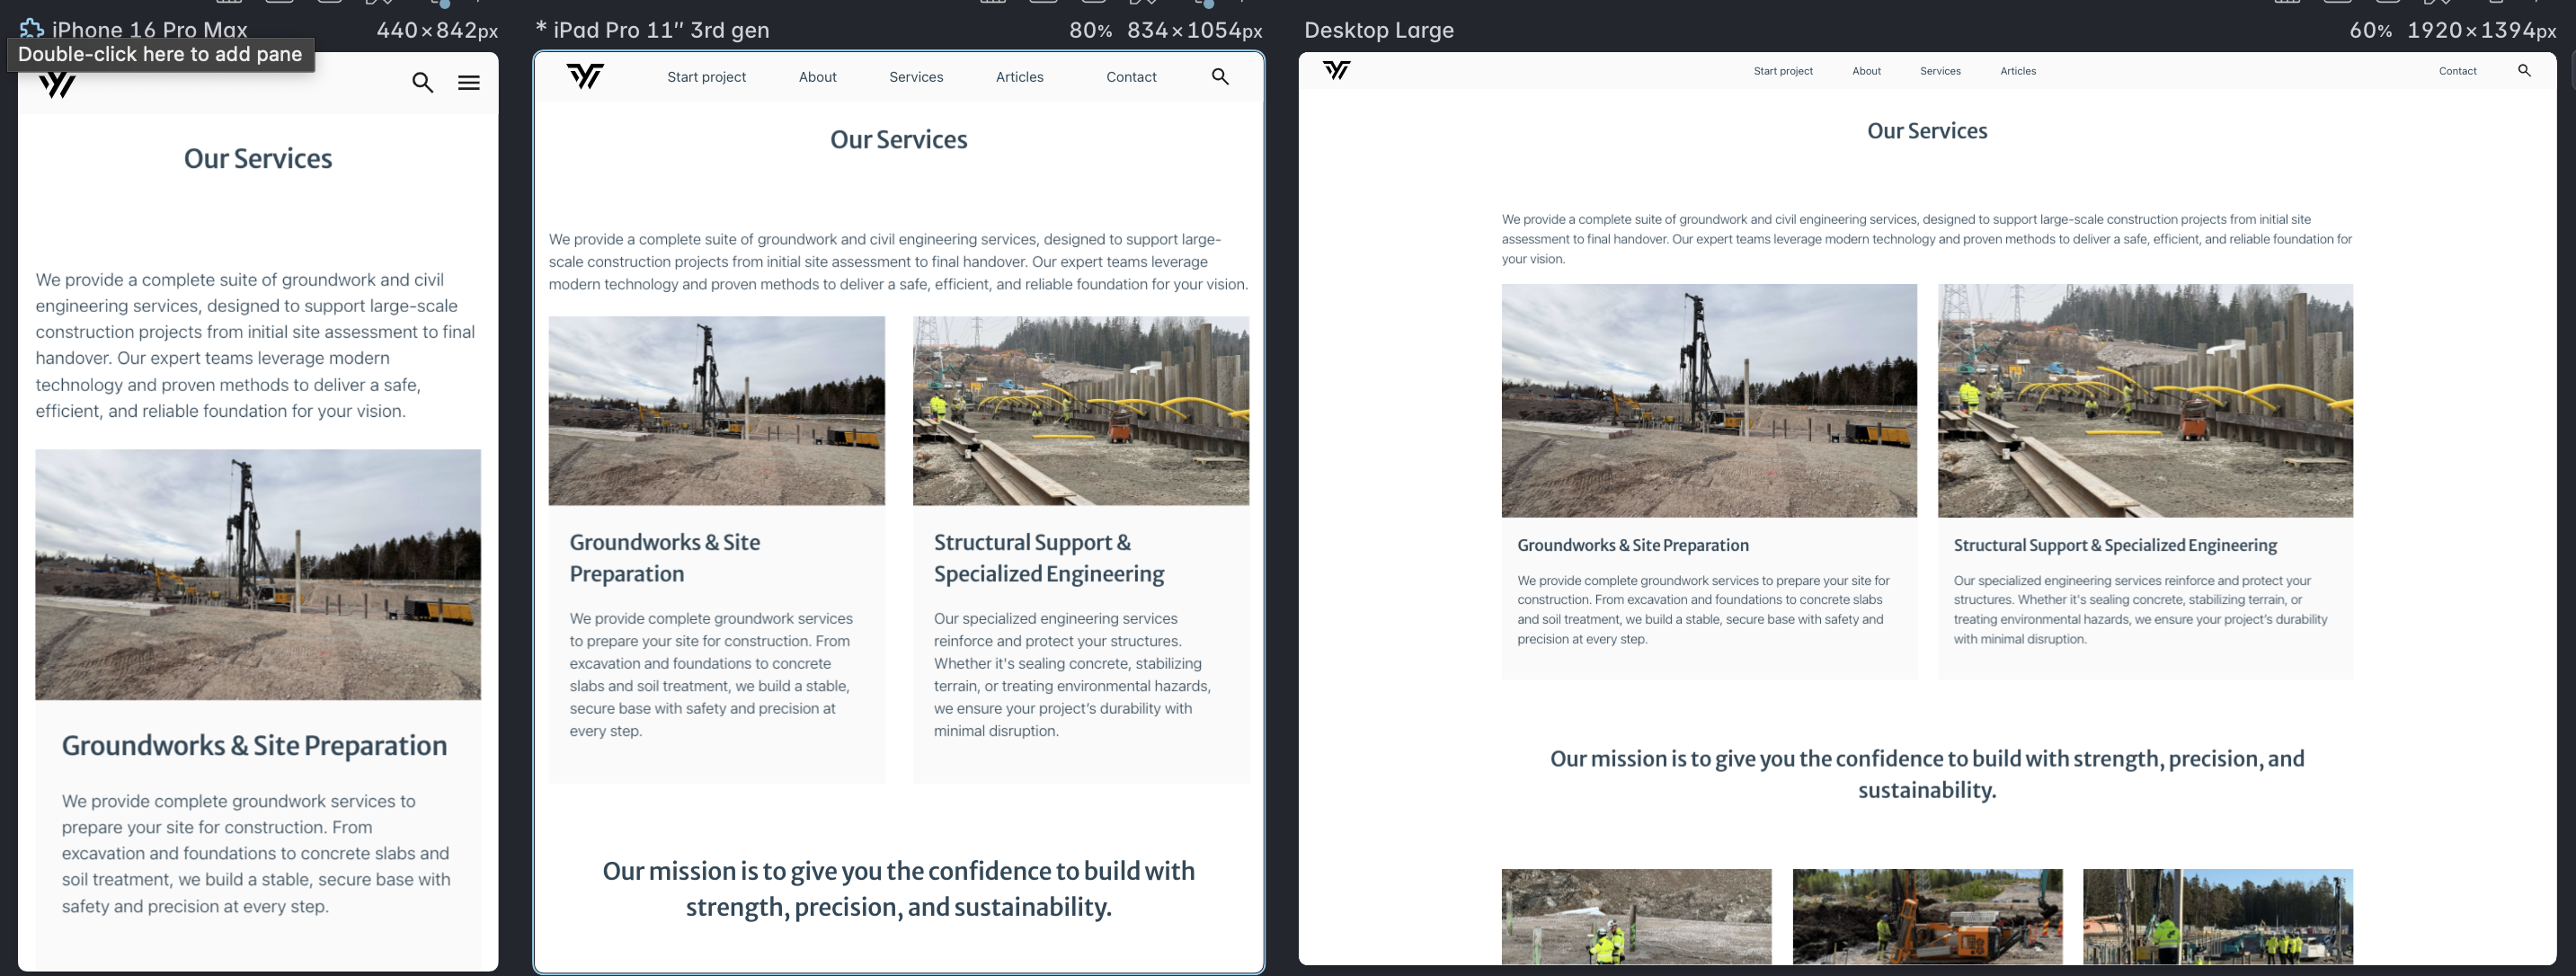 iPhone 16 Pro Max 440×842px
Double-click here to add pane
Our Services
We provide a complete suite of groundwork and civil
engineering services, designed to support large-scale
construction projects from initial site assessment to final
handover. Our expert teams leverage modern
technology and proven methods to deliver a safe,
efficient, and reliable foundation for your vision.
Groundworks & Site Preparation
We provide complete groundwork services to
prepare your site for construction. From
excavation and foundations to concrete slabs and
soil treatment, we build a stable, secure base with
safety and precision at every step.
* iPad Pro 11″ 3rd gen 80% 834×1054px
Start project About Services Articles Contact
Our Services
We provide a complete suite of groundwork and civil engineering services, designed to support large-
scale construction projects from initial site assessment to final handover. Our expert teams leverage
modern technology and proven methods to deliver a safe, efficient, and reliable foundation for your vision.
Groundworks & Site
Preparation
We provide complete groundwork services
to prepare your site for construction. From
excavation and foundations to concrete
slabs and soil treatment, we build a stable,
secure base with safety and precision at
every step.
Structural Support &
Specialized Engineering
Our specialized engineering services
reinforce and protect your structures.
Whether it's sealing concrete, stabilizing
terrain, or treating environmental hazards,
we ensure your project's durability with
minimal disruption.
Our mission is to give you the confidence to build with
strength, precision, and sustainability.
Desktop Large 60% 1920×1394px
Start project About Services Articles Contact
Our Services
We provide a complete suite of groundwork and civil engineering services, designed to support large-scale construction projects from initial site
assessment to final handover. Our expert teams leverage modern technology and proven methods to deliver a safe, efficient, and reliable foundation for
your vision.
Groundworks & Site Preparation
We provide complete groundwork services to prepare your site for
construction. From excavation and foundations to concrete slabs
and soil treatment, we build a stable, secure base with safety and
precision at every step.
Structural Support & Specialized Engineering
Our specialized engineering services reinforce and protect your
structures. Whether it's sealing concrete, stabilizing terrain, or
treating environmental hazards, we ensure your project's durability
with minimal disruption.
Our mission is to give you the confidence to build with strength, precision, and
sustainability.